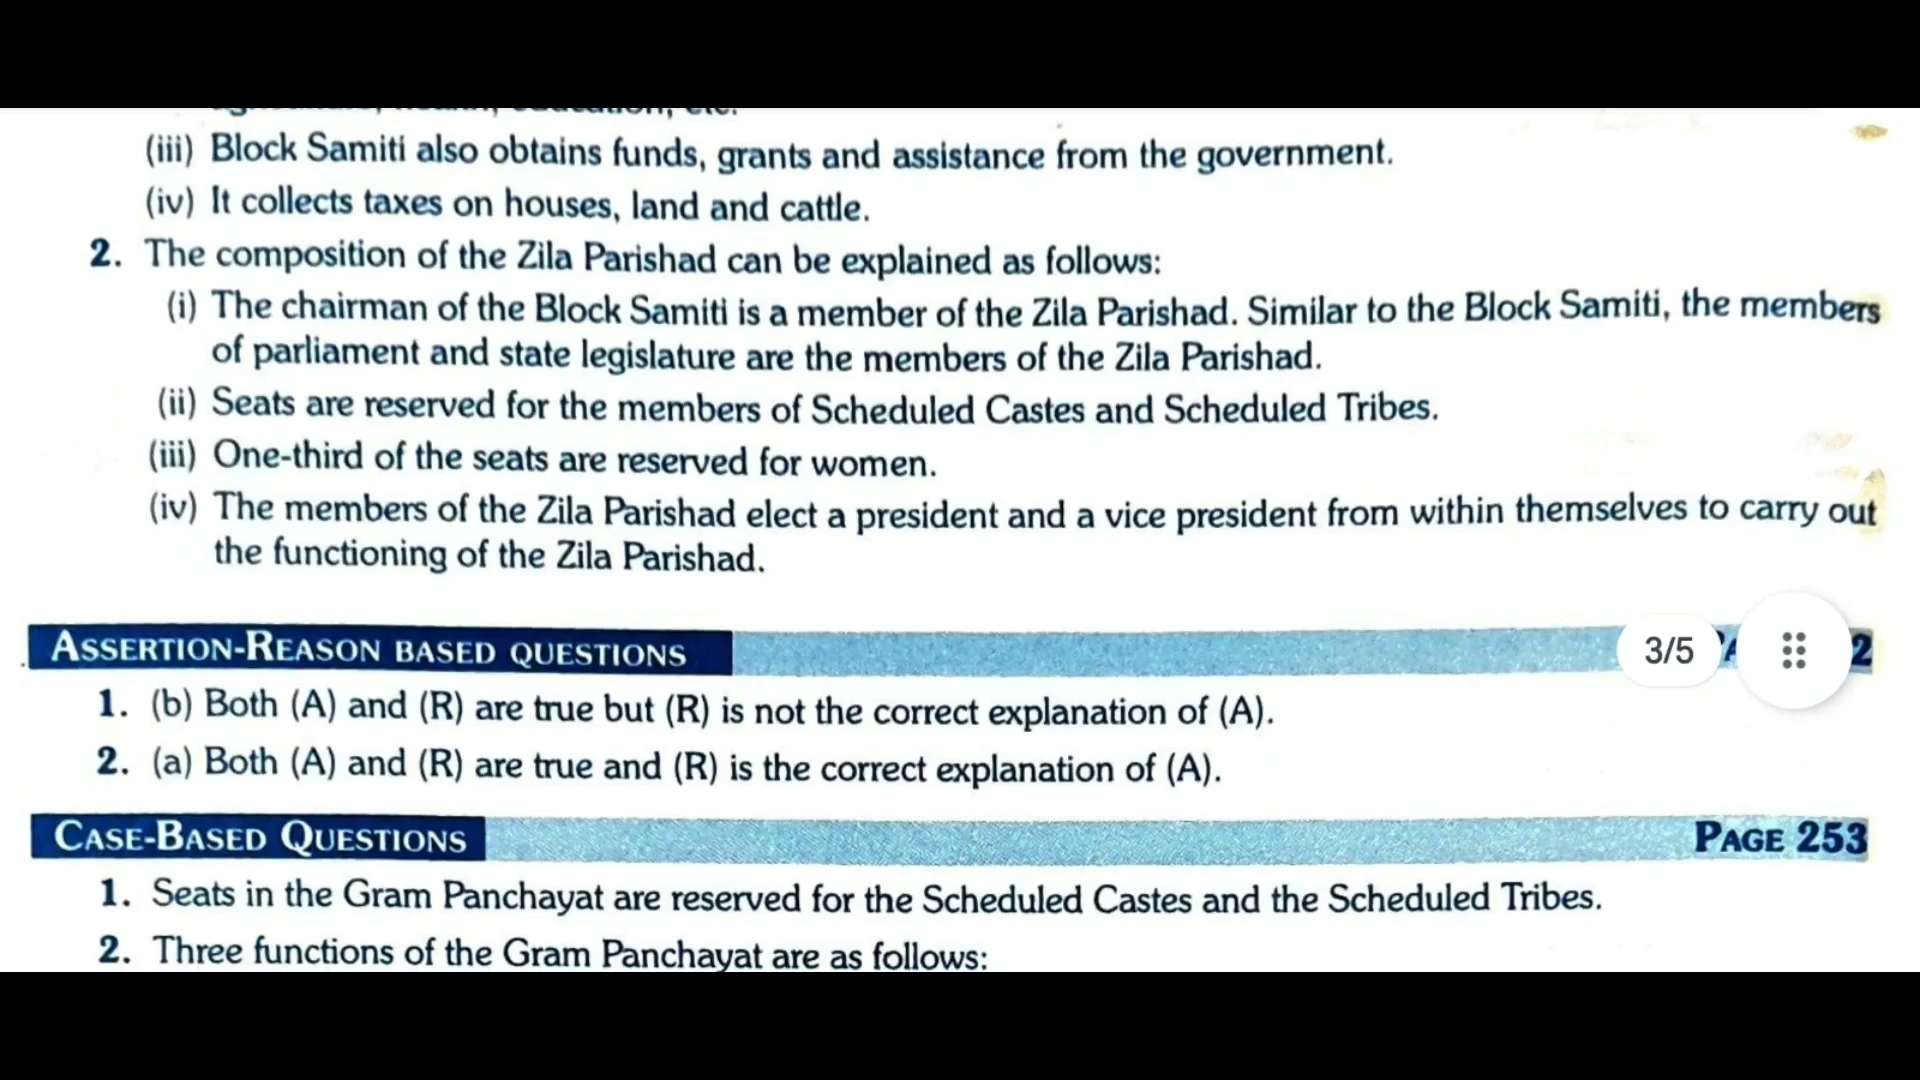 (iii) Block Samiti also obtains funds, grants and assistance from the government.
(iv) It collects taxes on houses, land and cattle.
2. The composition of the Zila Parishad can be explained as follows:
(i) The chairman of the Block Samiti is a member of the Zila Parishad. Similar to the Block Samiti, the members
of parliament and state legislature are the members of the Zila Parishad.
(ii) Seats are reserved for the members of Scheduled Castes and Scheduled Tribes.
(iii) One-third of the seats are reserved for women.
(iv) The members of the Zila Parishad elect a president and a vice president from within themselves to carry out
the functioning of the Zila Parishad.
ASSERTION-REASON BASED QUESTIONS 3/5
1. (b) Both (A) and (R) are true but (R) is not the correct explanation of (A).
2. (a) Both (A) and (R) are true and (R) is the correct explanation of (A).
CASE-BASED QUESTIONS PAGE 253
1. Seats in the Gram Panchayat are reserved for the Scheduled Castes and the Scheduled Tribes.
2. Three functions of the Gram Panchayat are as follows: